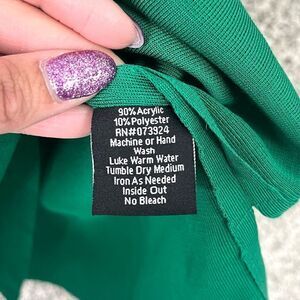 90% Acrylic
10% Polyester
RN#073924
Machine or Hand
Wash
Luke Warm Water
Tumble Dry Medium
Iron As Needed
Inside Out
No Bleach